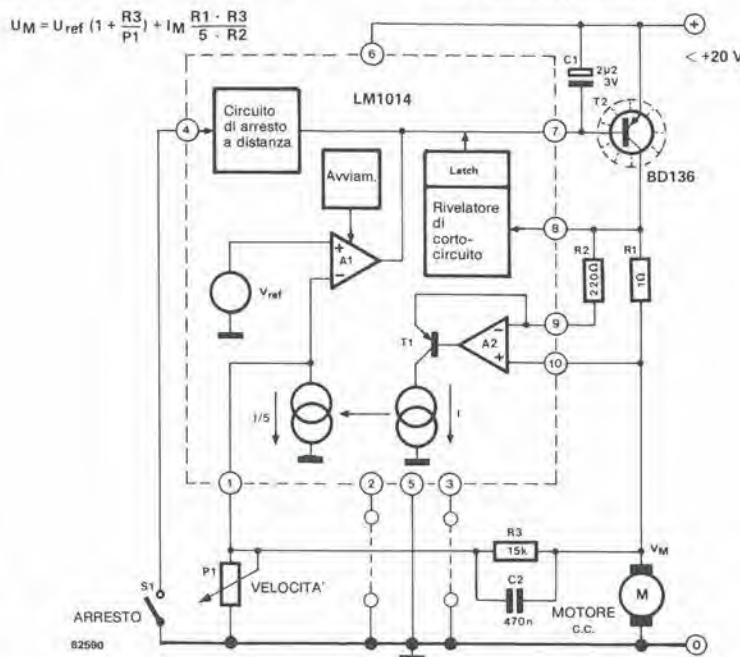 U_M = U_ref (1 + R3/P1) + I_M R1 · R3 / 5 · R2
+
6
C1
< +20 V
2µ2
3V
LM1014
T2
4
Circuito
di arresto
a distanza
7
BD136
Avviam.
Latch
Rivelatore
di
corto-
circuito
8
R2
R1
220Ω
1Ω
+
A1
−
V_ref
9
−
T1
A2
+
10
I/5
I
1
2
5
3
R3
15k
V_M
P1
VELOCITA'
C2
470n
M
S1
ARRESTO
MOTORE
C.C.
82590
0